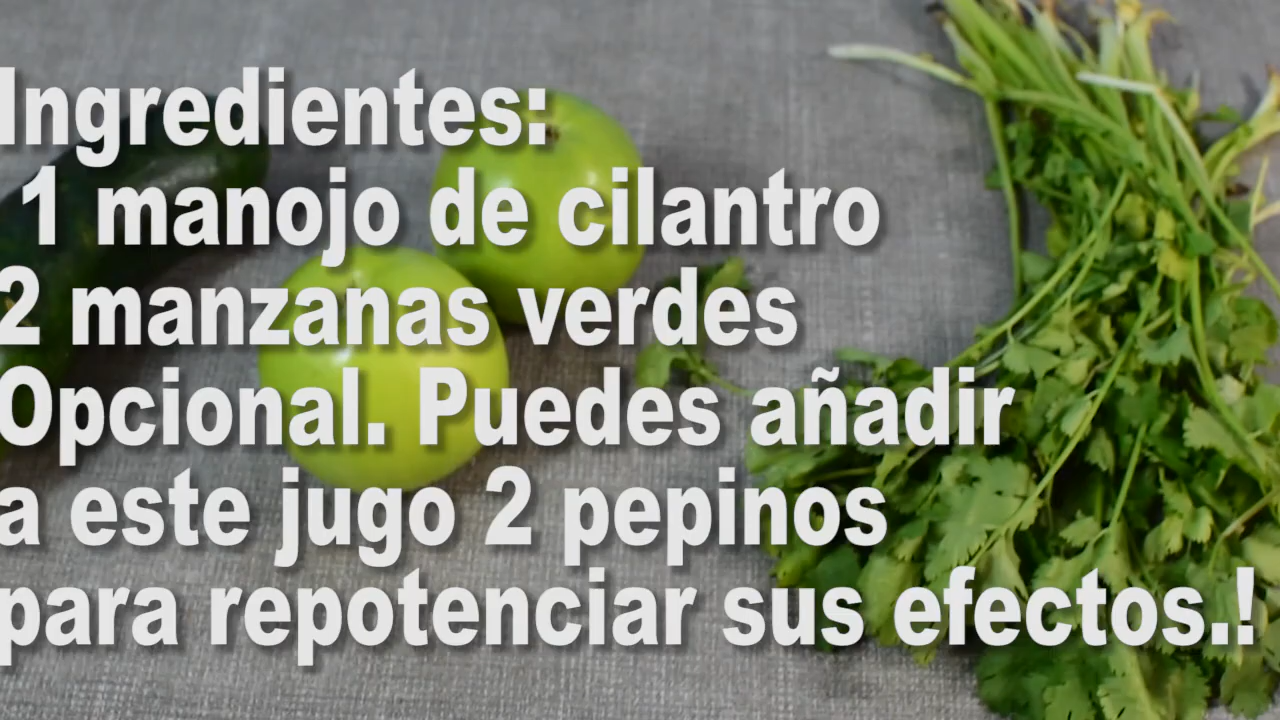 Ingredientes:
1 manojo de cilantro
2 manzanas verdes
Opcional. Puedes añadir
a este jugo 2 pepinos
para repotenciar sus efectos.!